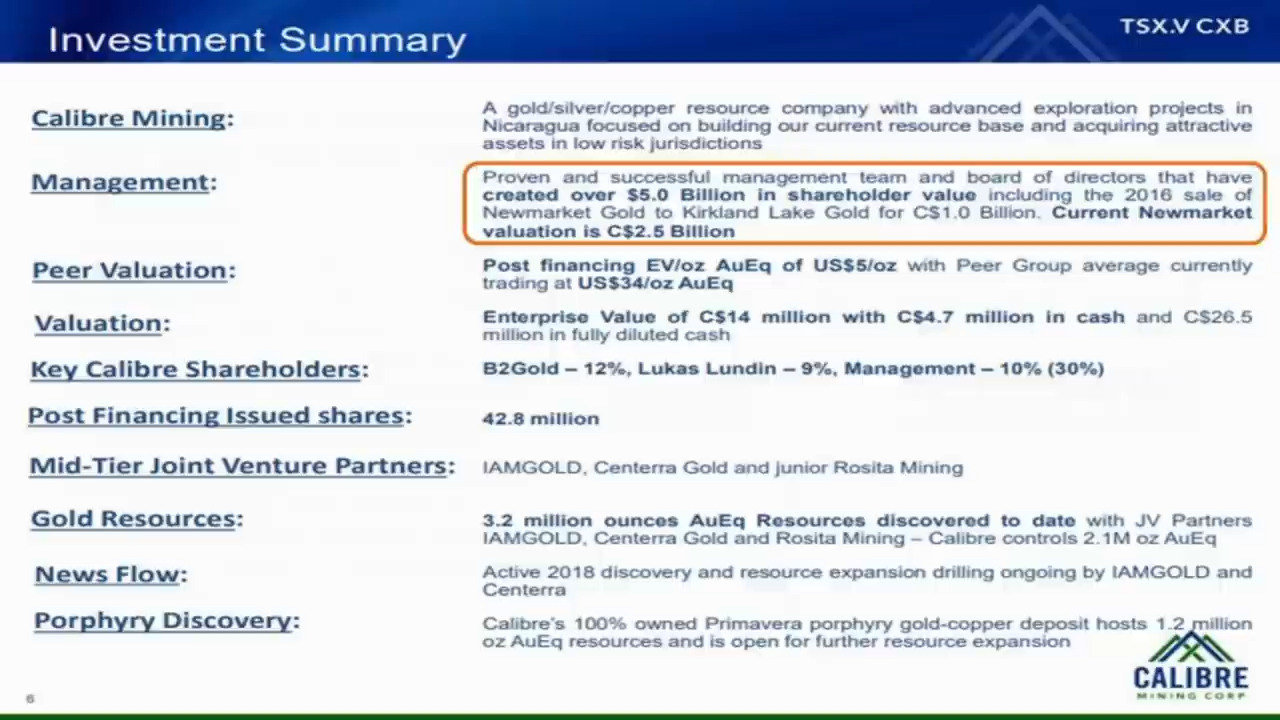 Investment Summary
TSX.V CXB
Calibre Mining:
A gold/silver/copper resource company with advanced exploration projects in
Nicaragua focused on building our current resource base and acquiring attractive
assets in low risk jurisdictions
Management:
Proven and successful management team and board of directors that have
created over $5.0 Billion in shareholder value including the 2016 sale of
Newmarket Gold to Kirkland Lake Gold for C$1.0 Billion. Current Newmarket
valuation is C$2.5 Billion
Peer Valuation:
Post financing EV/oz AuEq of US$5/oz with Peer Group average currently
trading at US$34/oz AuEq
Valuation:
Enterprise Value of C$14 million with C$4.7 million in cash and C$26.5
million in fully diluted cash
Key Calibre Shareholders:
B2Gold – 12%, Lukas Lundin – 9%, Management – 10% (30%)
Post Financing Issued shares:
42.8 million
Mid-Tier Joint Venture Partners:
IAMGOLD, Centerra Gold and junior Rosita Mining
Gold Resources:
3.2 million ounces AuEq Resources discovered to date with JV Partners
IAMGOLD, Centerra Gold and Rosita Mining – Calibre controls 2.1M oz AuEq
News Flow:
Active 2018 discovery and resource expansion drilling ongoing by IAMGOLD and
Centerra
Porphyry Discovery:
Calibre's 100% owned Primavera porphyry gold-copper deposit hosts 1.2 million
oz AuEq resources and is open for further resource expansion
CALIBRE
MINING CORP
6